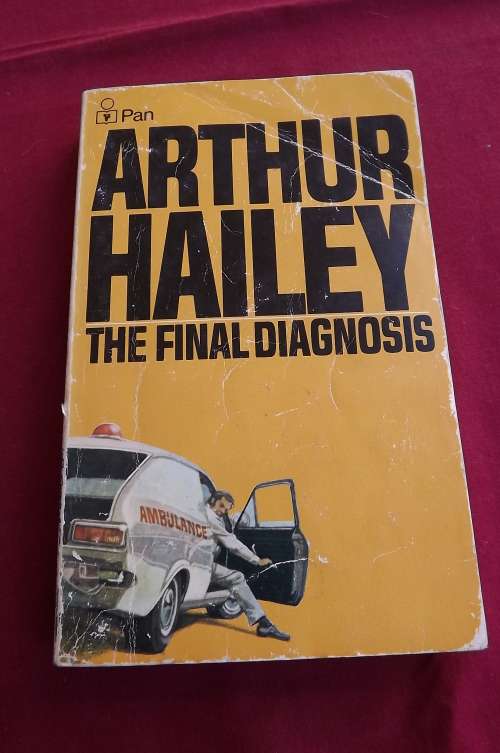 Pan
ARTHUR
HAILEY
THE FINAL DIAGNOSIS
AMBULANCE